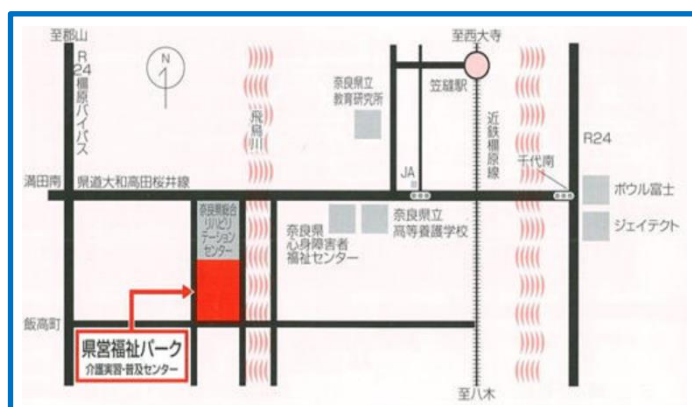 至郡山
至西大寺
R24橿原バイパス
N
飛鳥川
奈良県立
教育研究所
笠縫駅
近鉄橿原線
R24
千代南
JA
満田南
県道大和高田桜井線
ボウル富士
奈良県総合
リハビリ
テーション
センター
奈良県
心身障害者
福祉センター
奈良県立
高等養護学校
ジェイテクト
飯高町
県営福祉パーク
介護実習・普及センター
至八木